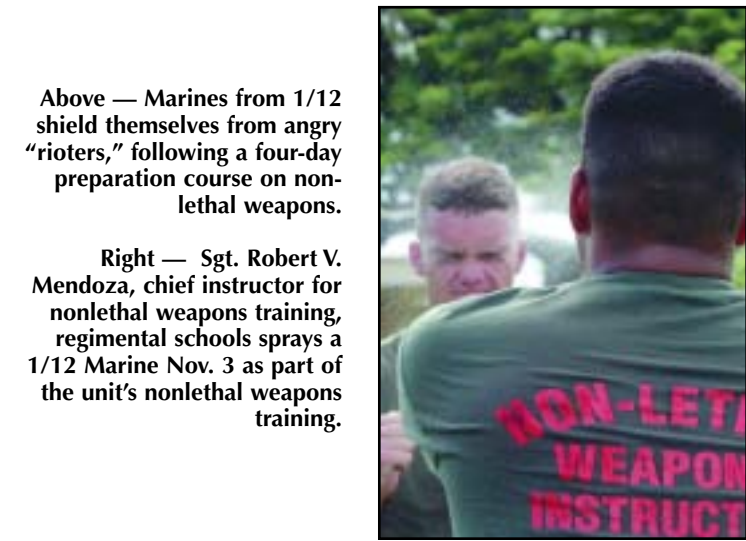 Above — Marines from 1/12
shield themselves from angry
“rioters,” following a four-day
preparation course on non-
lethal weapons.
Right — Sgt. Robert V.
Mendoza, chief instructor for
nonlethal weapons training,
regimental schools sprays a
1/12 Marine Nov. 3 as part of
the unit’s nonlethal weapons
training.
NON-LET
WEAPON
INSTRUCT